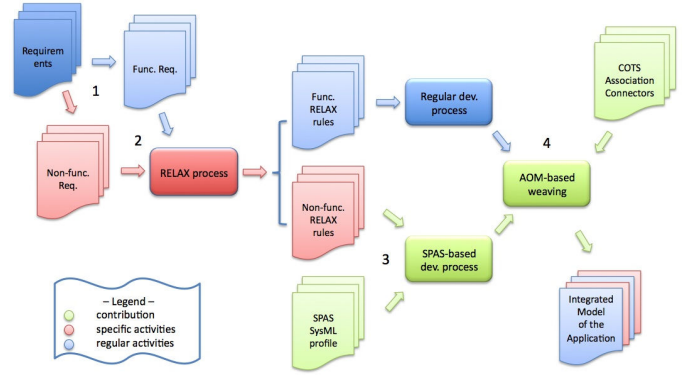 Requirem
ents
1
Func. Req.
2
Non-func.
Req.
RELAX process
Func.
RELAX
rules
Non-func.
RELAX
rules
Regular dev.
process
3
SPAS-based
dev. process
SPAS
SysML
profile
4
AOM-based
weaving
COTS
Association
Connectors
Integrated
Model
of the
Application
– Legend –
contribution
specific activities
regular activities